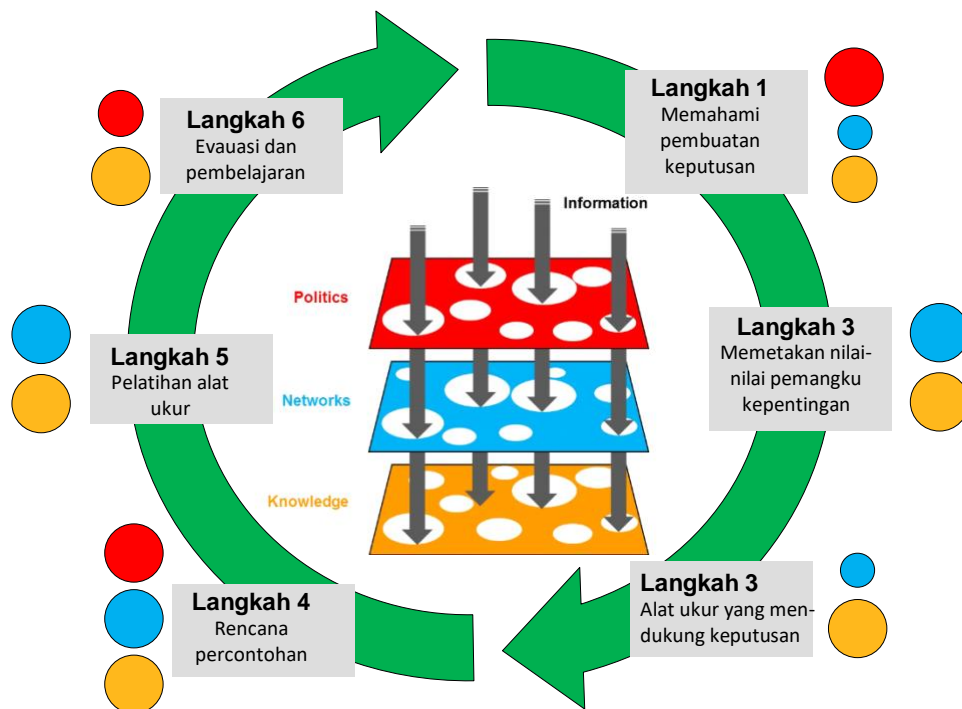 Langkah 1
Memahami
pembuatan
keputusan
Langkah 3
Memetakan nilai-
nilai pemangku
kepentingan
Langkah 3
Alat ukur yang men-
dukung keputusan
Langkah 4
Rencana
percontohan
Langkah 5
Pelatihan alat
ukur
Langkah 6
Evauasi dan
pembelajaran
Information
Politics
Networks
Knowledge